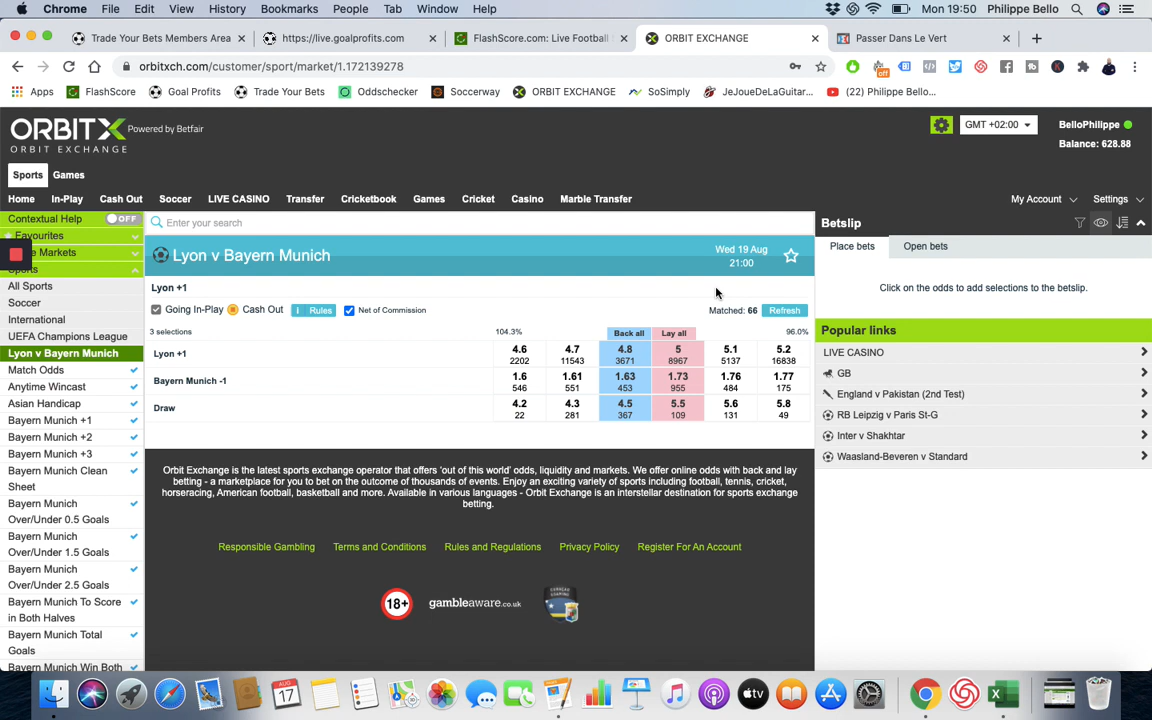 Chrome File Edit View History Bookmarks People Tab Window Help Mon 19:50 Philippe Bello
Trade Your Bets Members Area https://live.goalprofits.com FlashScore.com: Live Football ORBIT EXCHANGE Passer Dans Le Vert
orbitxch.com/customer/sport/market/1.172139278
off
Apps FlashScore Goal Profits Trade Your Bets Oddschecker Soccerway ORBIT EXCHANGE SoSimply JeJoueDeLaGuitar... (22) Philippe Bello...
ORBITX Powered by Betfair
ORBIT EXCHANGE
GMT +02:00
BelloPhilippe
Balance: 628.88
Sports Games
Home In-Play Cash Out Soccer LIVE CASINO Transfer Cricketbook Games Cricket Casino Marble Transfer My Account Settings
Contextual Help OFF
Favourites
Markets
Sports
All Sports
Soccer
International
UEFA Champions League
Lyon v Bayern Munich
Match Odds
Anytime Wincast
Asian Handicap
Bayern Munich +1
Bayern Munich +2
Bayern Munich +3
Bayern Munich Clean
Sheet
Bayern Munich
Over/Under 0.5 Goals
Bayern Munich
Over/Under 1.5 Goals
Bayern Munich
Over/Under 2.5 Goals
Bayern Munich To Score
in Both Halves
Bayern Munich Total
Goals
Bayern Munich Win Both
Enter your search
Lyon v Bayern Munich
Wed 19 Aug
21:00
Lyon +1
Going In-Play Cash Out i Rules Net of Commission Matched: 66 Refresh
3 selections 104.3% Back all Lay all 96.0%
Lyon +1
4.6 4.7 4.8 5 5.1 5.2
2202 11543 3671 8967 5137 16838
Bayern Munich -1
1.6 1.61 1.63 1.73 1.76 1.77
546 551 453 955 484 175
Draw
4.2 4.3 4.5 5.5 5.6 5.8
22 281 367 109 131 49
Orbit Exchange is the latest sports exchange operator that offers 'out of this world' odds, liquidity and markets. We offer online odds with back and lay
betting - a marketplace for you to bet on the outcome of thousands of events. Enjoy an exciting variety of sports including football, tennis, cricket,
horseracing, American football, basketball and more. Available in various languages - Orbit Exchange is an interstellar destination for sports exchange
betting.
Responsible Gambling Terms and Conditions Rules and Regulations Privacy Policy Register For An Account
18+ gambleaware.co.uk
Betslip
Place bets Open bets
Click on the odds to add selections to the betslip.
Popular links
LIVE CASINO
GB
England v Pakistan (2nd Test)
RB Leipzig v Paris St-G
Inter v Shakhtar
Waasland-Beveren v Standard
AUG
17
tv